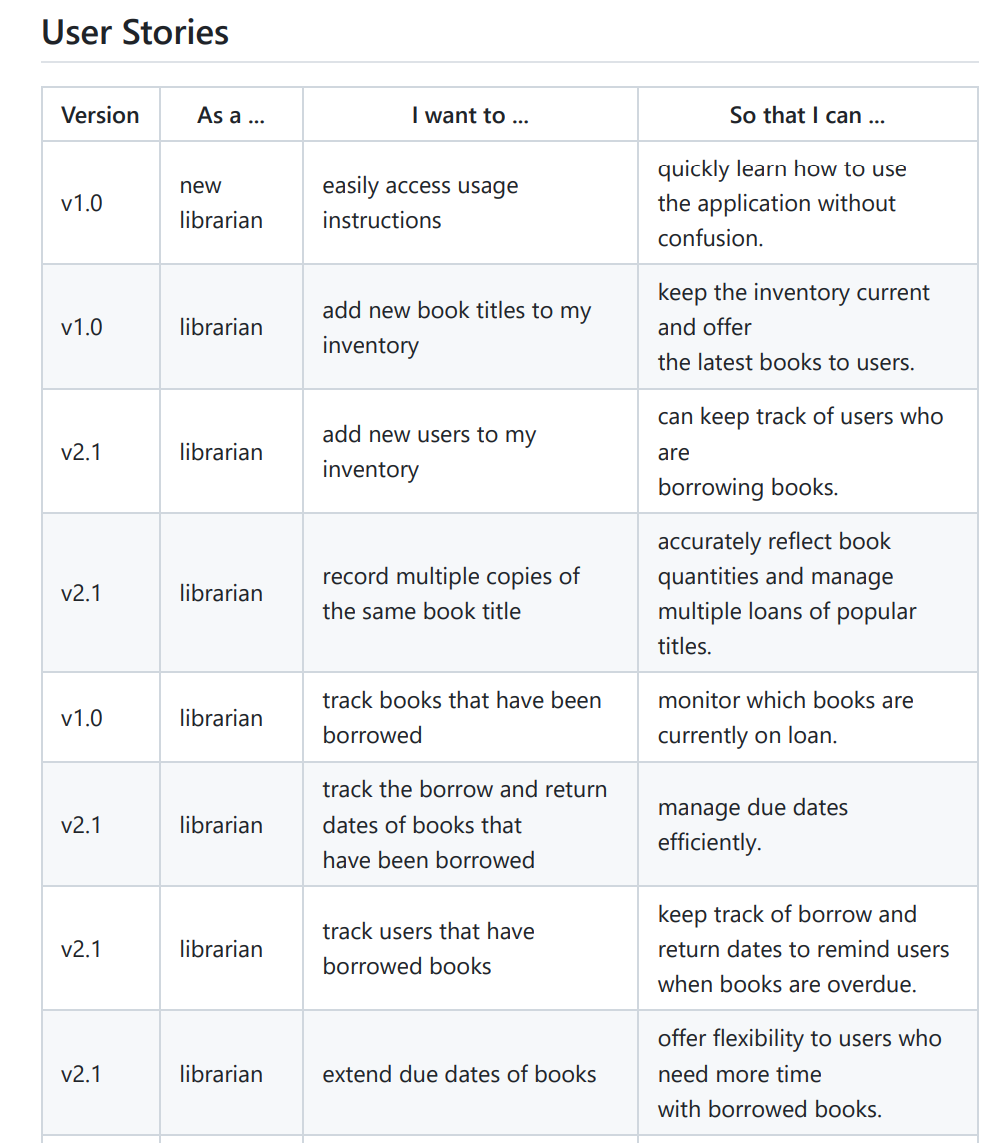 User Stories
Version As a ... I want to ... So that I can ...
v1.0
new
librarian
easily access usage
instructions
quickly learn how to use
the application without
confusion.
v1.0
librarian
add new book titles to my
inventory
keep the inventory current
and offer
the latest books to users.
v2.1
librarian
add new users to my
inventory
can keep track of users who
are
borrowing books.
v2.1
librarian
record multiple copies of
the same book title
accurately reflect book
quantities and manage
multiple loans of popular
titles.
v1.0
librarian
track books that have been
borrowed
monitor which books are
currently on loan.
v2.1
librarian
track the borrow and return
dates of books that
have been borrowed
manage due dates
efficiently.
v2.1
librarian
track users that have
borrowed books
keep track of borrow and
return dates to remind users
when books are overdue.
v2.1
librarian
extend due dates of books
offer flexibility to users who
need more time
with borrowed books.